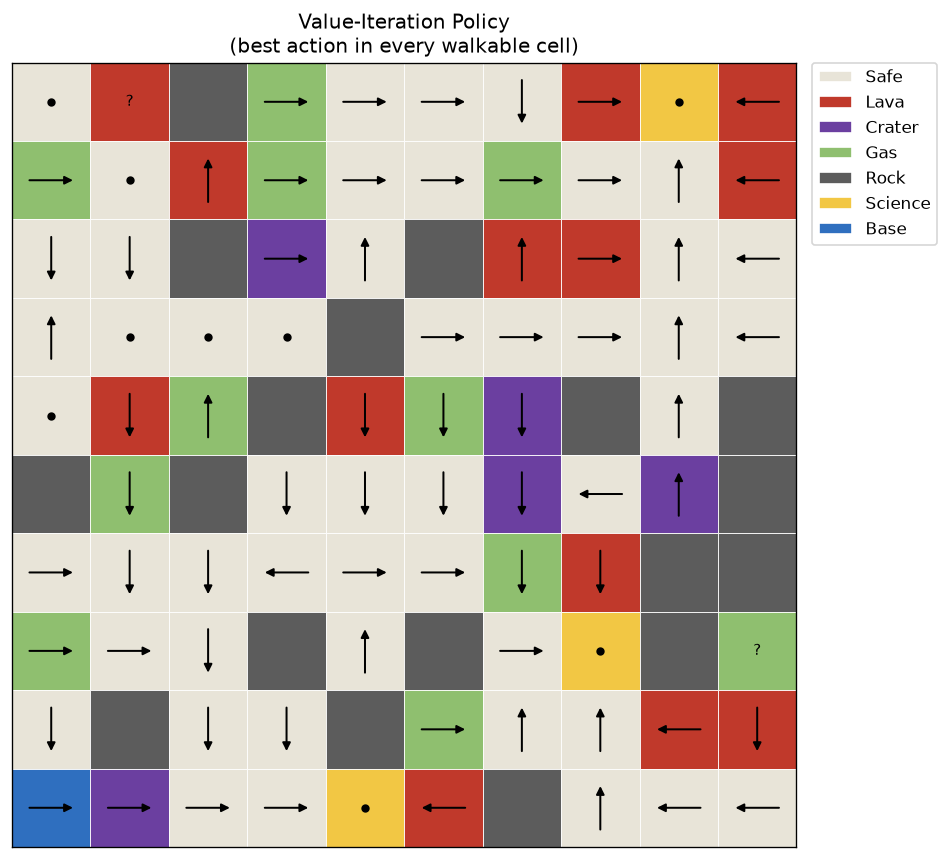 Value-Iteration Policy
(best action in every walkable cell)
?
?
Safe
Lava
Crater
Gas
Rock
Science
Base